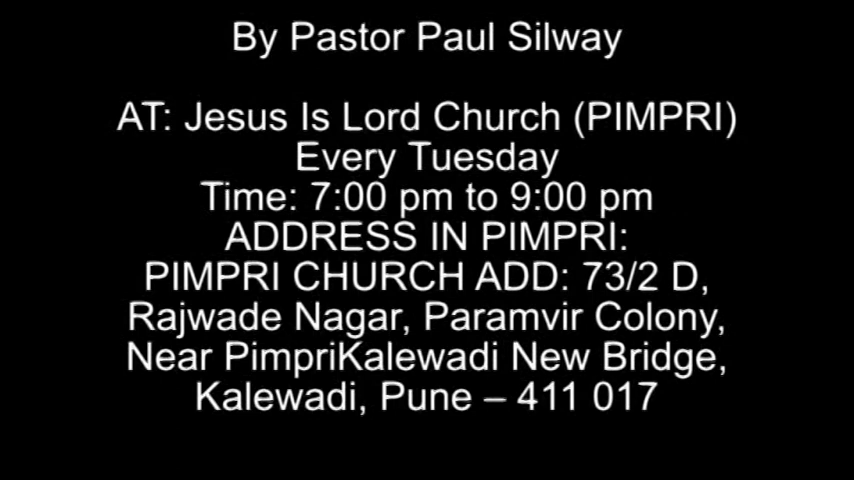 By Pastor Paul Silway
AT: Jesus Is Lord Church (PIMPRI)
Every Tuesday
Time: 7:00 pm to 9:00 pm
ADDRESS IN PIMPRI:
PIMPRI CHURCH ADD: 73/2 D,
Rajwade Nagar, Paramvir Colony,
Near PimpriKalewadi New Bridge,
Kalewadi, Pune – 411 017